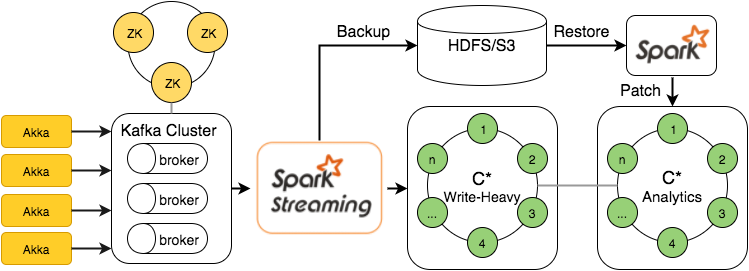 ZK
ZK
ZK
Akka
Akka
Akka
Akka
Kafka Cluster
broker
broker
broker
Spark
Streaming
Backup
HDFS/S3
Restore
Spark
Patch
1
2
3
4
...
n
C*
Write-Heavy
1
2
3
4
...
n
C*
Analytics